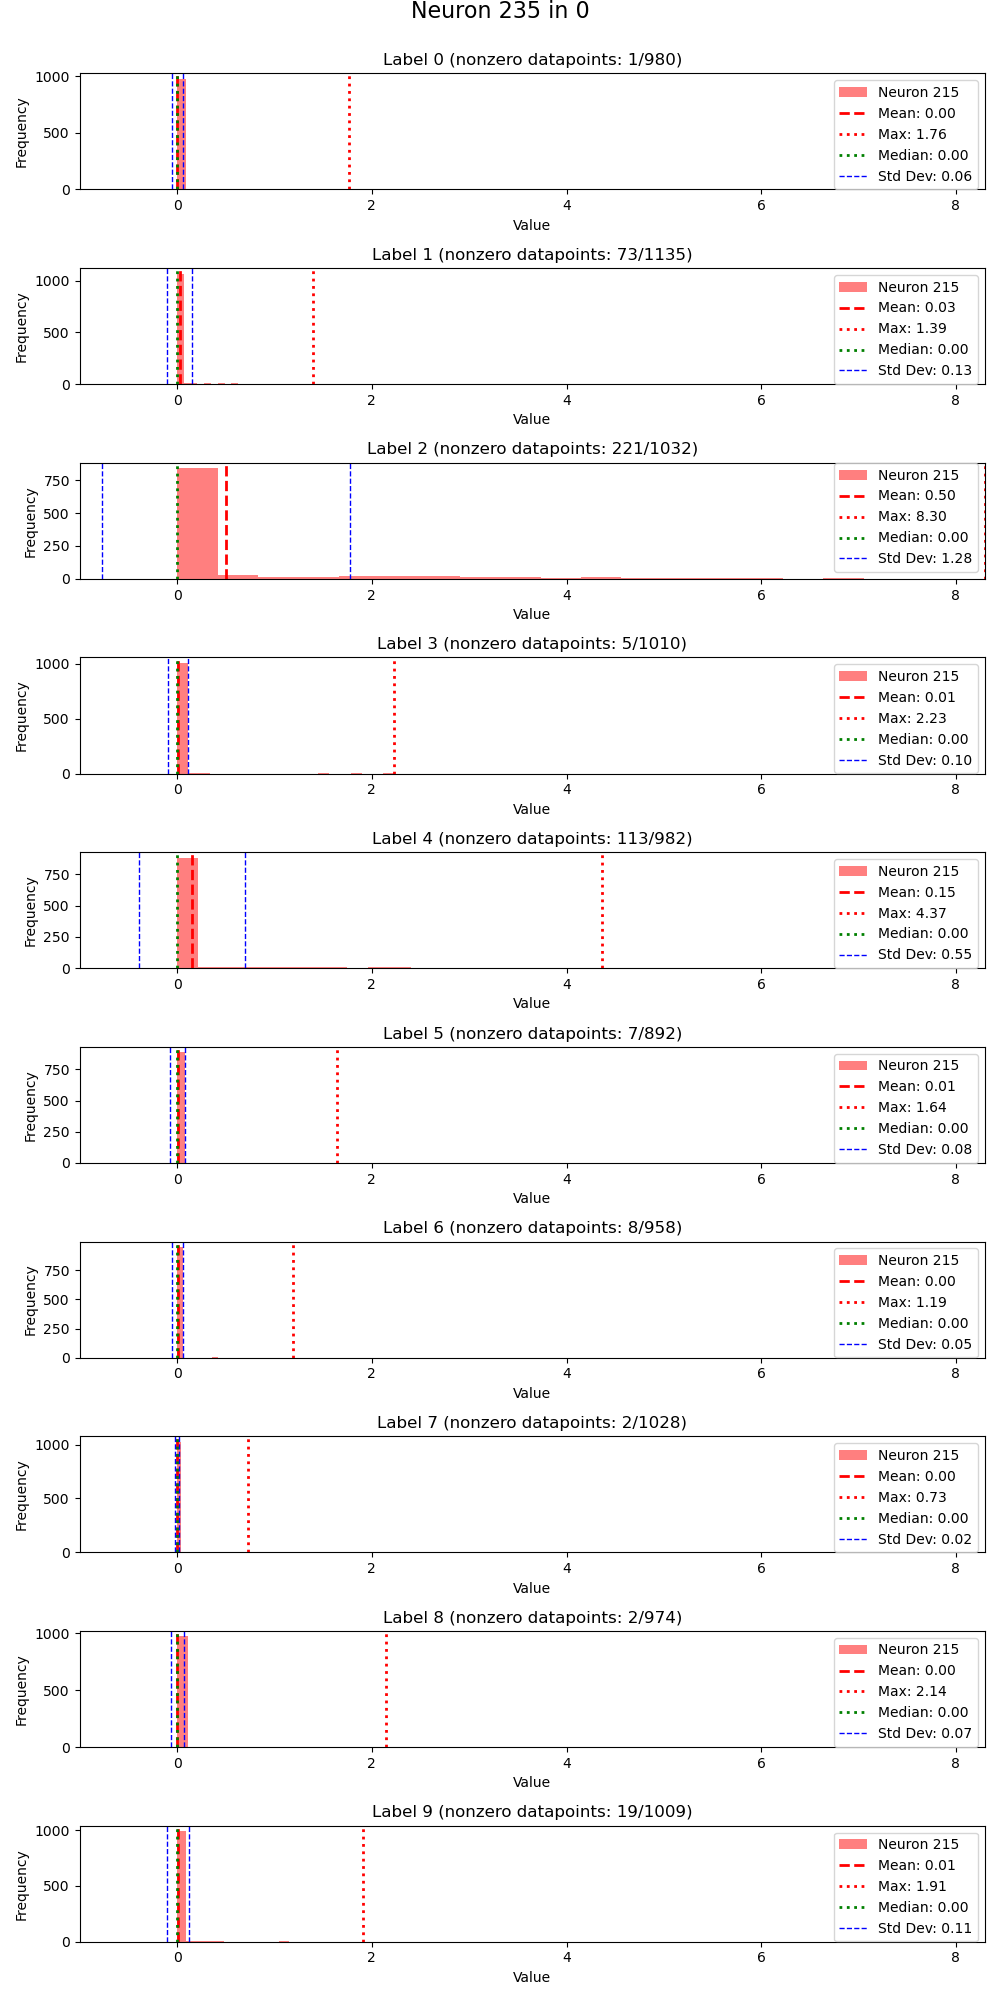 Neuron 235 in 0
Label 0 (nonzero datapoints: 1/980)
Frequency
1000
500
0
Neuron 215
Mean: 0.00
Max: 1.76
Median: 0.00
Std Dev: 0.06
0 2 4 6 8
Value
Label 1 (nonzero datapoints: 73/1135)
Frequency
1000
500
0
Neuron 215
Mean: 0.03
Max: 1.39
Median: 0.00
Std Dev: 0.13
0 2 4 6 8
Value
Label 2 (nonzero datapoints: 221/1032)
Frequency
750
500
250
0
Neuron 215
Mean: 0.50
Max: 8.30
Median: 0.00
Std Dev: 1.28
0 2 4 6 8
Value
Label 3 (nonzero datapoints: 5/1010)
Frequency
1000
500
0
Neuron 215
Mean: 0.01
Max: 2.23
Median: 0.00
Std Dev: 0.10
0 2 4 6 8
Value
Label 4 (nonzero datapoints: 113/982)
Frequency
750
500
250
0
Neuron 215
Mean: 0.15
Max: 4.37
Median: 0.00
Std Dev: 0.55
0 2 4 6 8
Value
Label 5 (nonzero datapoints: 7/892)
Frequency
750
500
250
0
Neuron 215
Mean: 0.01
Max: 1.64
Median: 0.00
Std Dev: 0.08
0 2 4 6 8
Value
Label 6 (nonzero datapoints: 8/958)
Frequency
750
500
250
0
Neuron 215
Mean: 0.00
Max: 1.19
Median: 0.00
Std Dev: 0.05
0 2 4 6 8
Value
Label 7 (nonzero datapoints: 2/1028)
Frequency
1000
500
0
Neuron 215
Mean: 0.00
Max: 0.73
Median: 0.00
Std Dev: 0.02
0 2 4 6 8
Value
Label 8 (nonzero datapoints: 2/974)
Frequency
1000
500
0
Neuron 215
Mean: 0.00
Max: 2.14
Median: 0.00
Std Dev: 0.07
0 2 4 6 8
Value
Label 9 (nonzero datapoints: 19/1009)
Frequency
1000
500
0
Neuron 215
Mean: 0.01
Max: 1.91
Median: 0.00
Std Dev: 0.11
0 2 4 6 8
Value